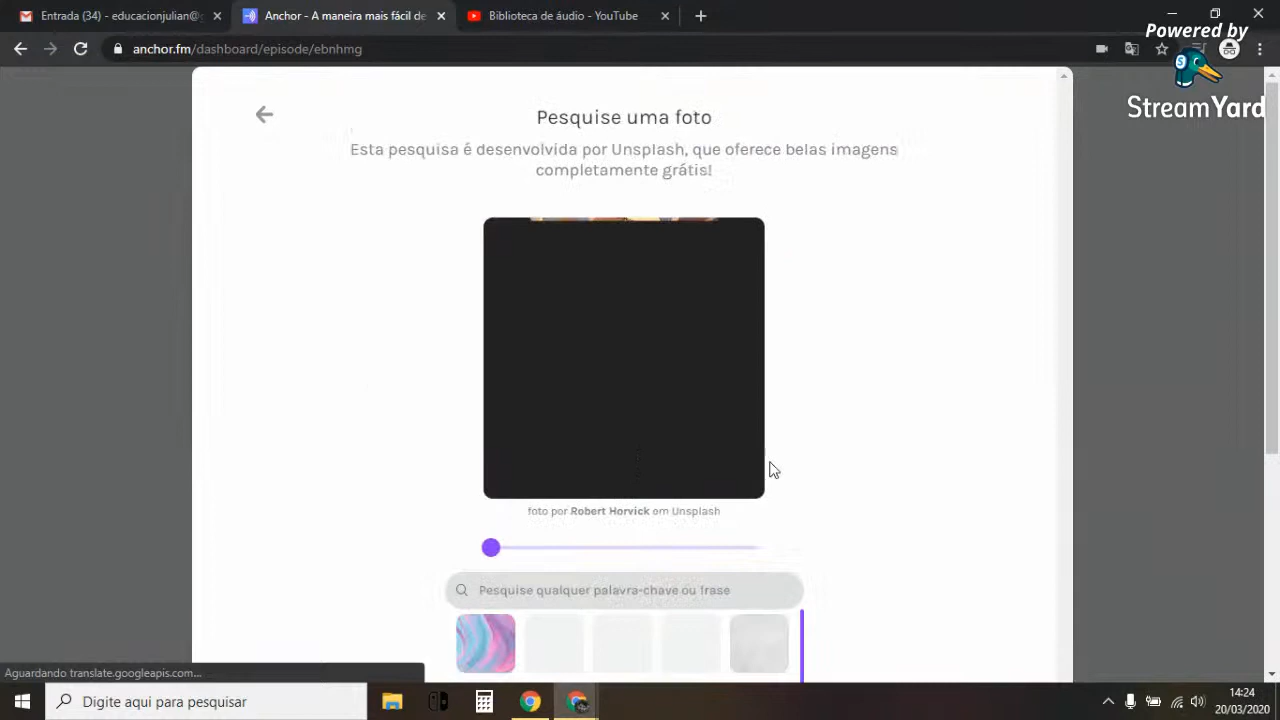 Entrada (34) - educacionjulian@
Anchor - A maneira mais fácil de
Biblioteca de áudio - YouTube
anchor.fm/dashboard/episode/ebnhmg
Powered by
StreamYard
Pesquise uma foto
Esta pesquisa é desenvolvida por Unsplash, que oferece belas imagens
completamente grátis!
foto por Robert Horvick em Unsplash
Pesquise qualquer palavra-chave ou frase
Aguardando translate.googleapis.com...
Digite aqui para pesquisar
14:24
20/03/2020